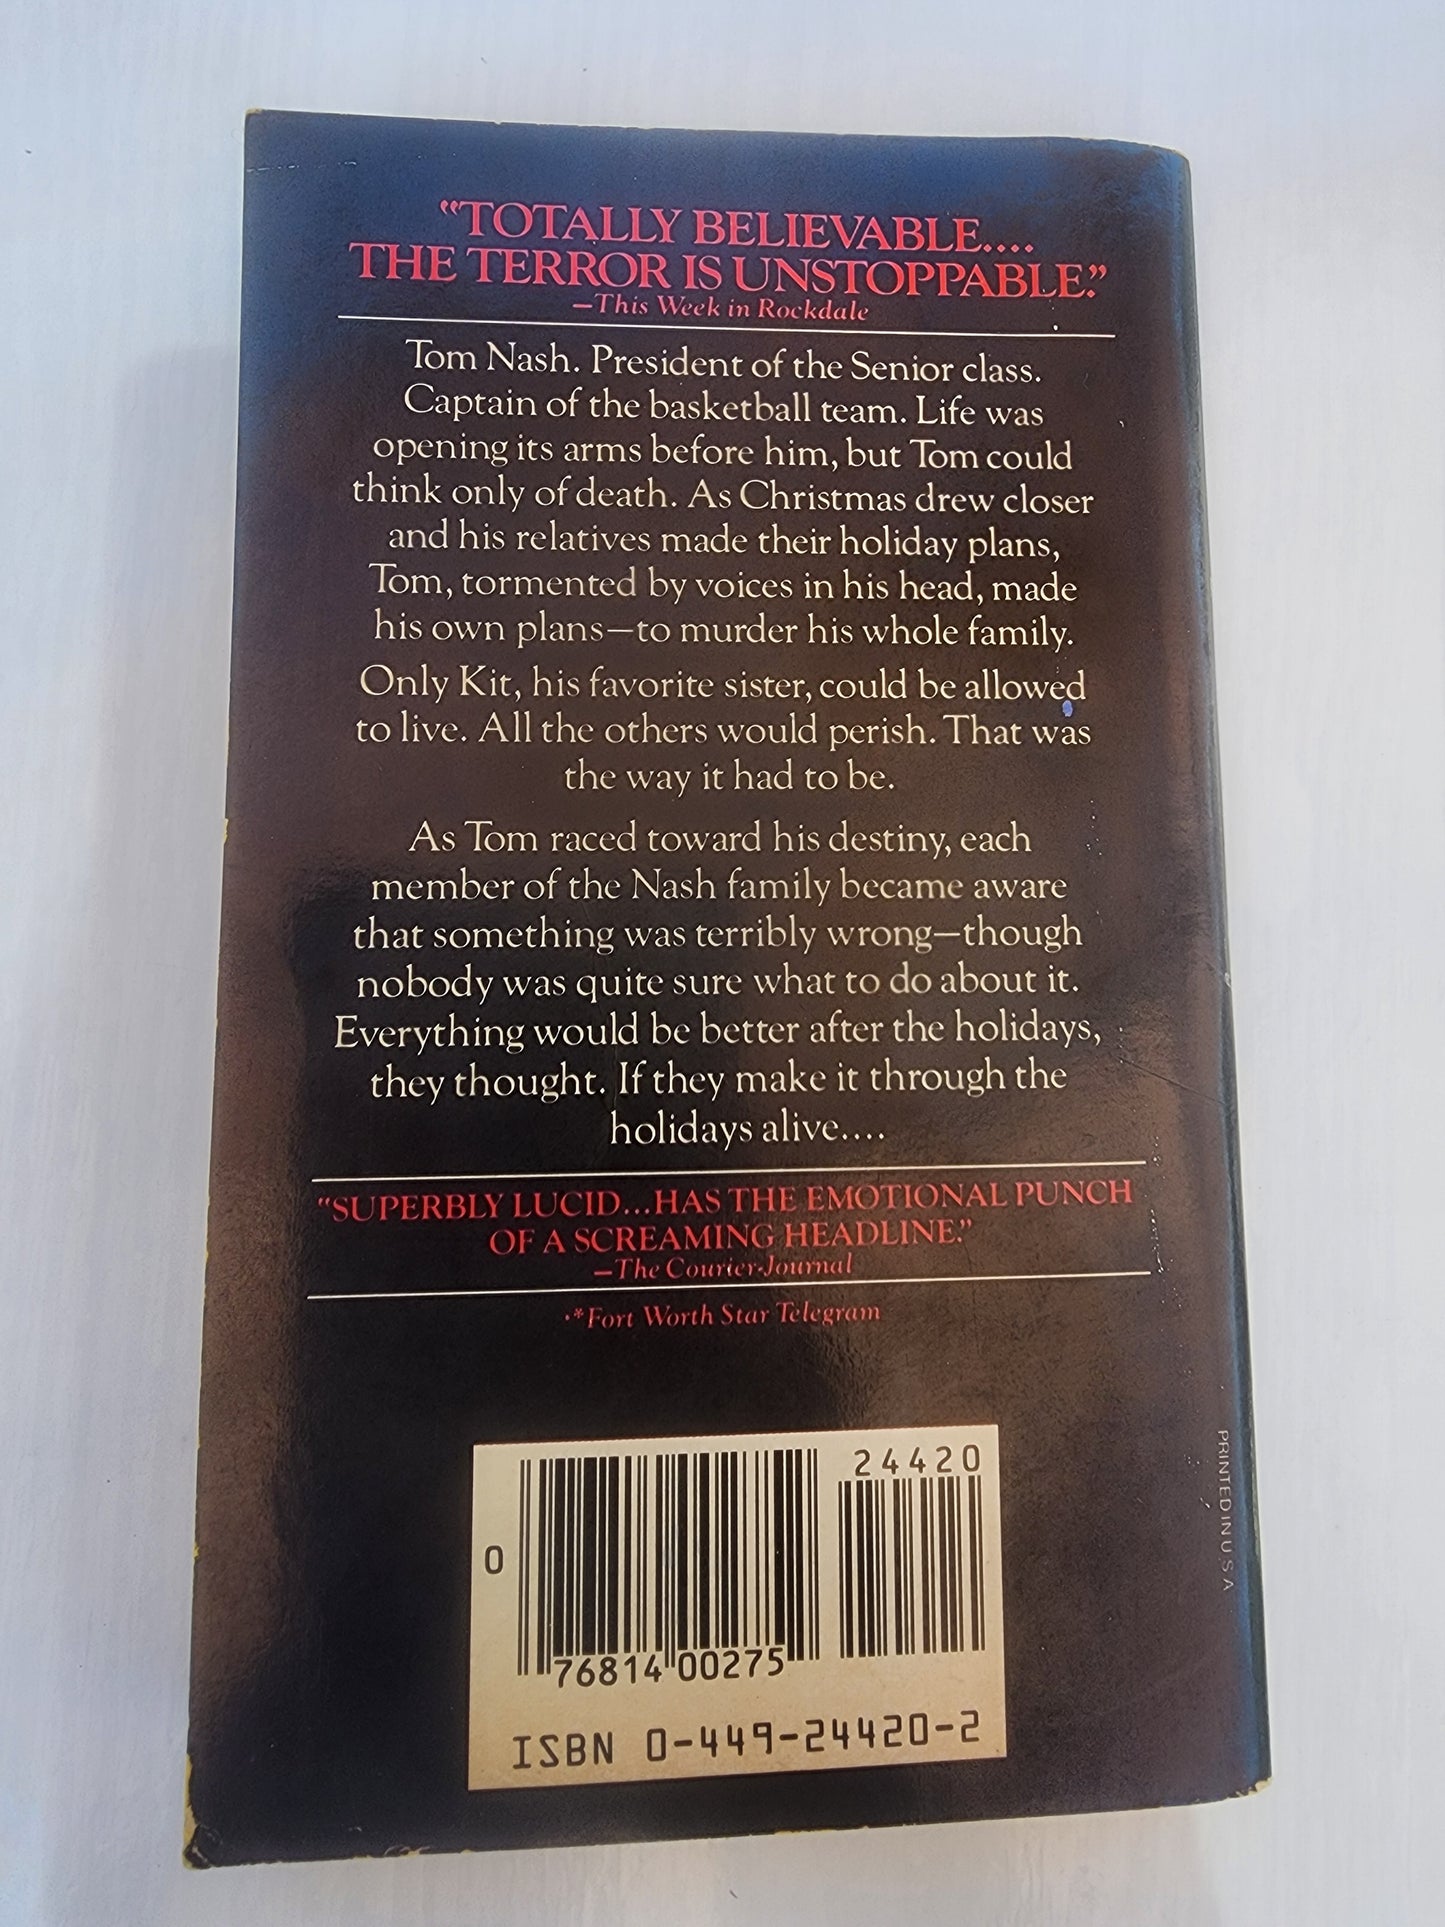 “TOTALLY BELIEVABLE....
THE TERROR IS UNSTOPPABLE.”
—This Week in Rockdale
Tom Nash. President of the Senior class.
Captain of the basketball team. Life was
opening its arms before him, but Tom could
think only of death. As Christmas drew closer
and his relatives made their holiday plans,
Tom, tormented by voices in his head, made
his own plans—to murder his whole family.
Only Kit, his favorite sister, could be allowed
to live. All the others would perish. That was
the way it had to be.
As Tom raced toward his destiny, each
member of the Nash family became aware
that something was terribly wrong—though
nobody was quite sure what to do about it.
Everything would be better after the holidays,
they thought. If they make it through the
holidays alive....
“SUPERBLY LUCID...HAS THE EMOTIONAL PUNCH
OF A SCREAMING HEADLINE.”
—The Courier-Journal
*Fort Worth Star Telegram
24420
0
76814 00275
ISBN 0-449-24420-2
PRINTED IN U S A